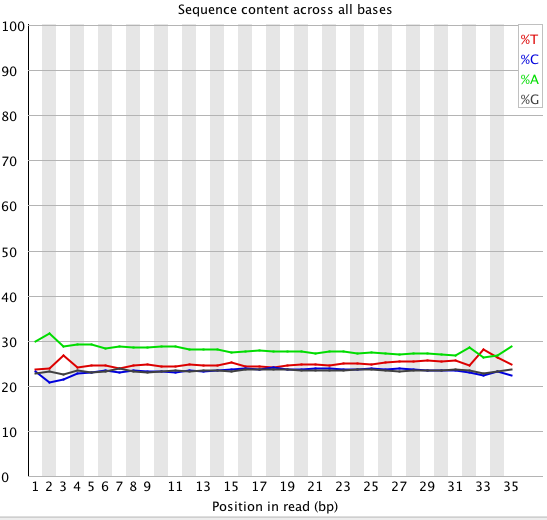 Sequence content across all bases
100
90
80
70
60
50
40
30
20
10
0
%T
%C
%A
%G
1 2 3 4 5 6 7 8 9 11 13 15 17 19 21 23 25 27 29 31 33 35
Position in read (bp)